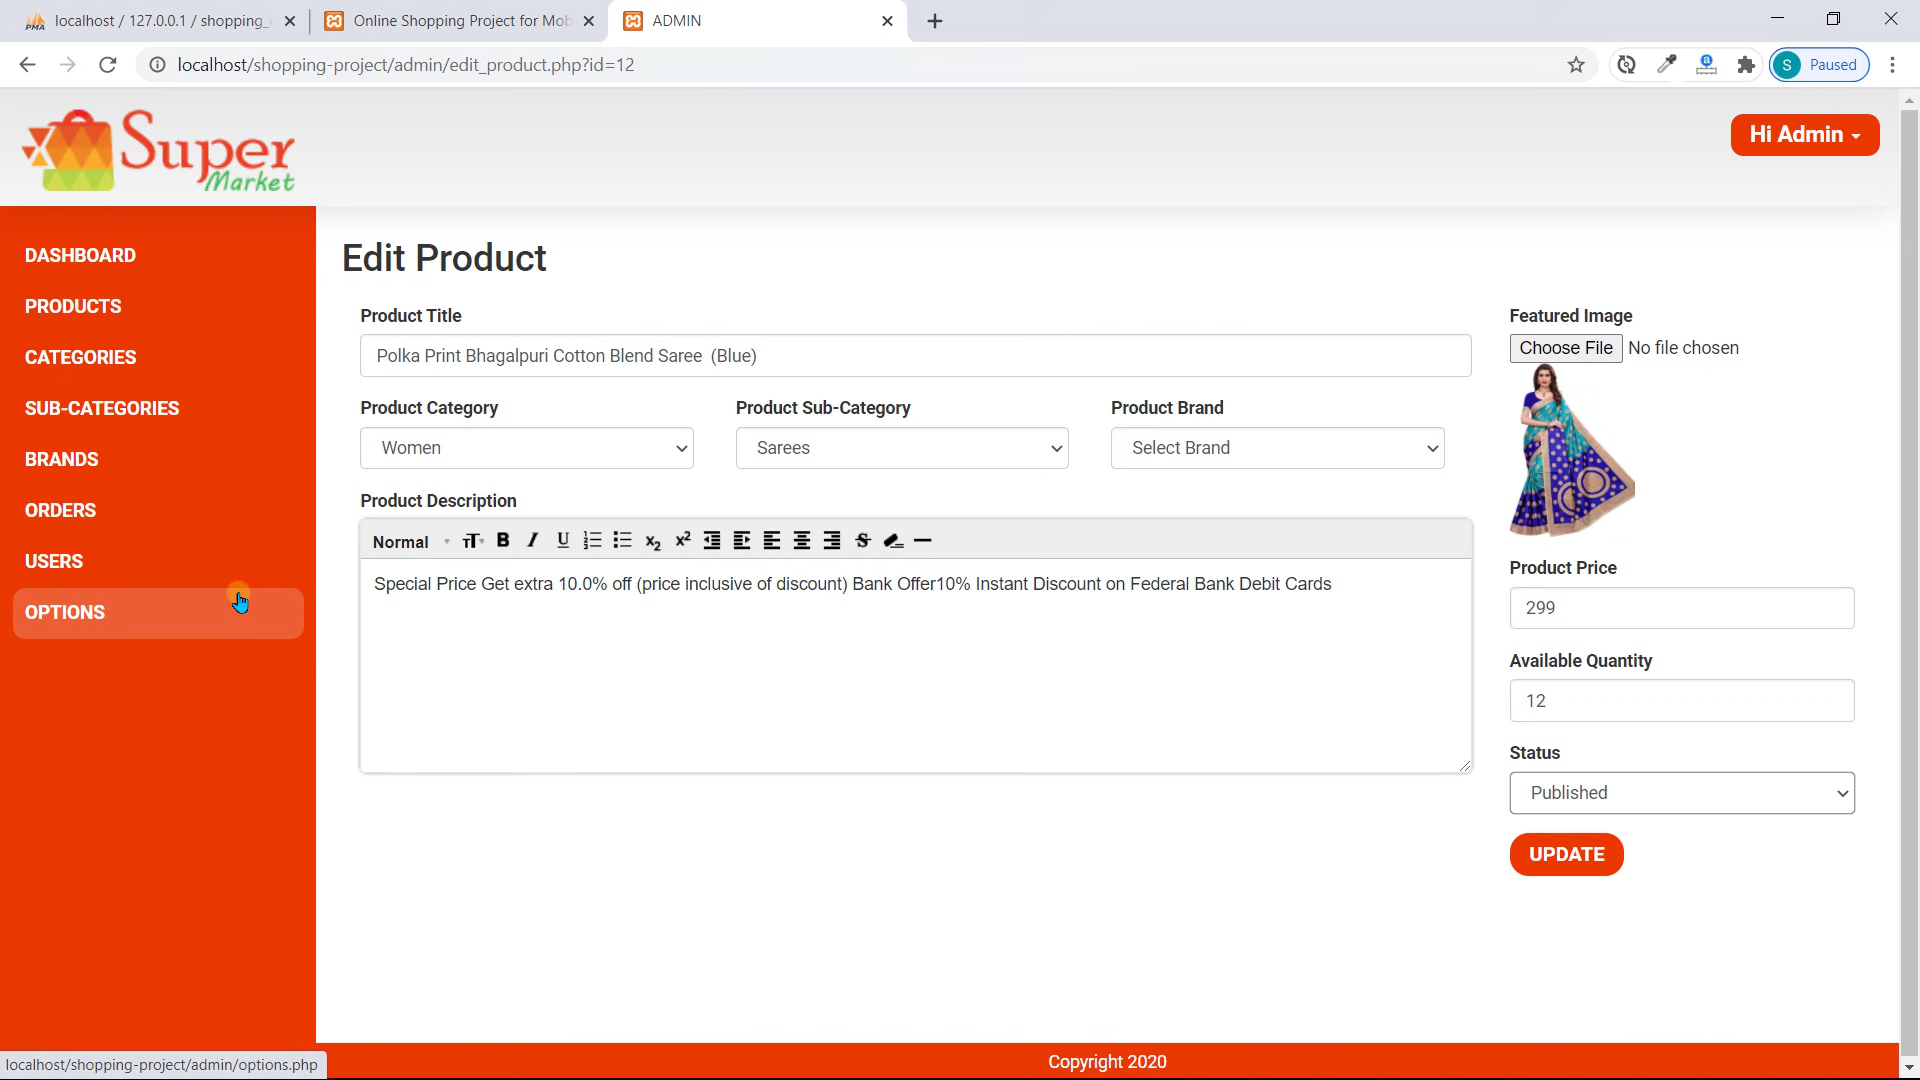 localhost / 127.0.0.1 / shopping_
Online Shopping Project for Mob
ADMIN
localhost/shopping-project/admin/edit_product.php?id=12
S
Paused
Super
Market
Hi Admin
DASHBOARD
PRODUCTS
CATEGORIES
SUB-CATEGORIES
BRANDS
ORDERS
USERS
OPTIONS
Edit Product
Product Title
Polka Print Bhagalpuri Cotton Blend Saree (Blue)
Product Category
Product Sub-Category
Product Brand
Women
Sarees
Select Brand
Product Description
Normal
Special Price Get extra 10.0% off (price inclusive of discount) Bank Offer10% Instant Discount on Federal Bank Debit Cards
Featured Image
Choose File No file chosen
Product Price
299
Available Quantity
12
Status
Published
UPDATE
Copyright 2020
localhost/shopping-project/admin/options.php